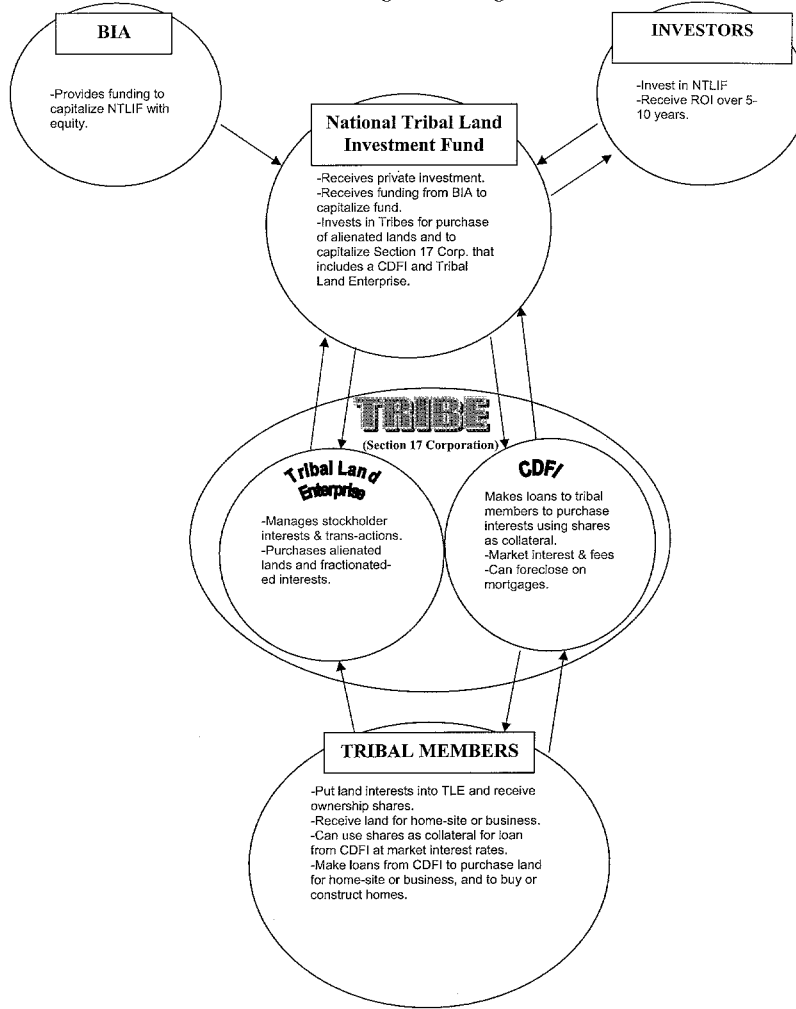 BIA
-Provides funding to
capitalize NTLIF with
equity.
INVESTORS
-Invest in NTLIF
-Receive ROI over 5-
10 years.
National Tribal Land
Investment Fund
-Receives private investment.
-Receives funding from BIA to
capitalize fund.
-Invests in Tribes for purchase
of alienated lands and to
capitalize Section 17 Corp. that
includes a CDFI and Tribal
Land Enterprise.
TRIBE
(Section 17 Corporation)
Tribal Land
Enterprise
-Manages stockholder
interests & trans-actions.
-Purchases alienated
lands and fractionated-
ed interests.
CDFI
Makes loans to tribal
members to purchase
interests using shares
as collateral.
-Market interest & fees
-Can foreclose on
mortgages.
TRIBAL MEMBERS
-Put land interests into TLE and receive
ownership shares.
-Receive land for home-site or business.
-Can use shares as collateral for loan
from CDFI at market interest rates.
-Make loans from CDFI to purchase land
for home-site or business, and to buy or
construct homes.